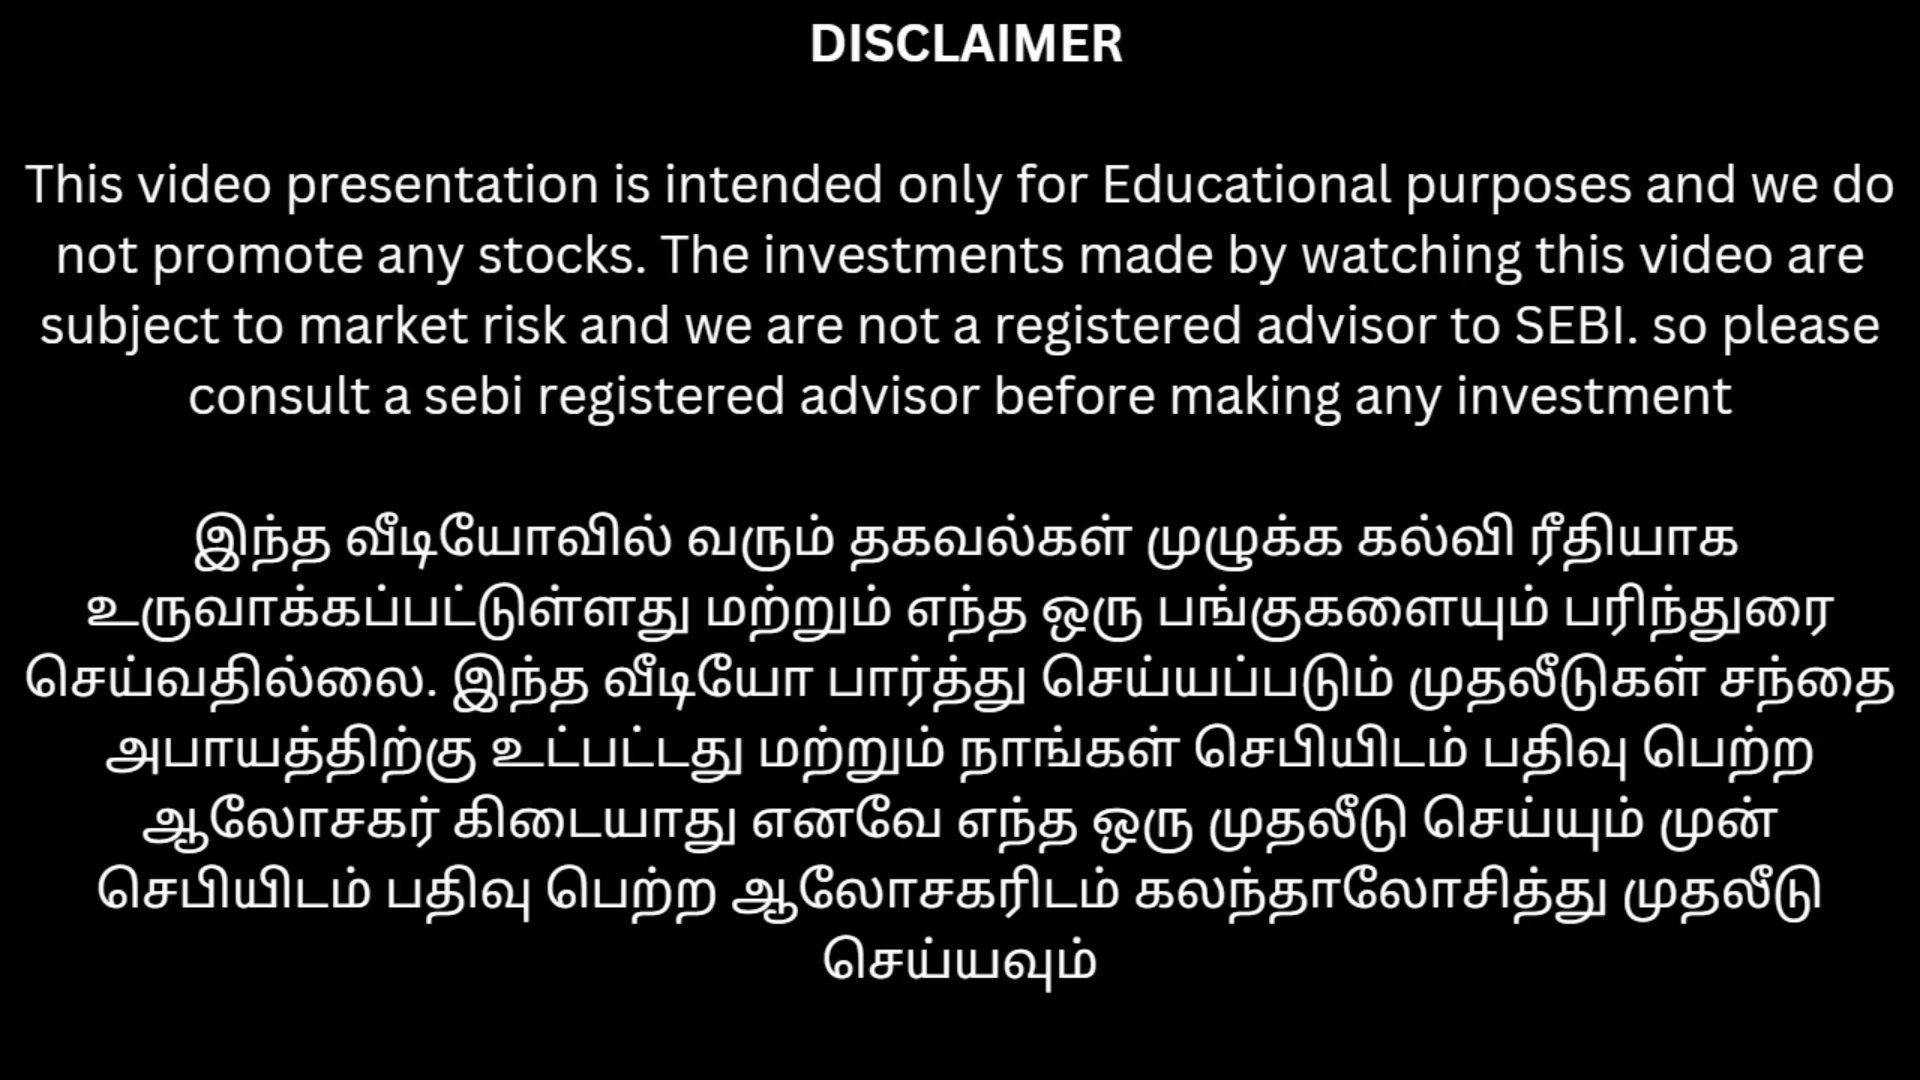 DISCLAIMER
This video presentation is intended only for Educational purposes and we do
not promote any stocks. The investments made by watching this video are
subject to market risk and we are not a registered advisor to SEBI. so please
consult a sebi registered advisor before making any investment
இந்த வீடியோவில் வரும் தகவல்கள் முழுக்க கல்வி ரீதியாக
உருவாக்கப்பட்டுள்ளது மற்றும் எந்த ஒரு பங்குகளையும் பரிந்துரை
செய்வதில்லை. இந்த வீடியோ பார்த்து செய்யப்படும் முதலீடுகள் சந்தை
அபாயத்திற்கு உட்பட்டது மற்றும் நாங்கள் செபியிடம் பதிவு பெற்ற
ஆலோசகர் கிடையாது எனவே எந்த ஒரு முதலீடு செய்யும் முன்
செபியிடம் பதிவு பெற்ற ஆலோசகரிடம் கலந்தாலோசித்து முதலீடு
செய்யவும்